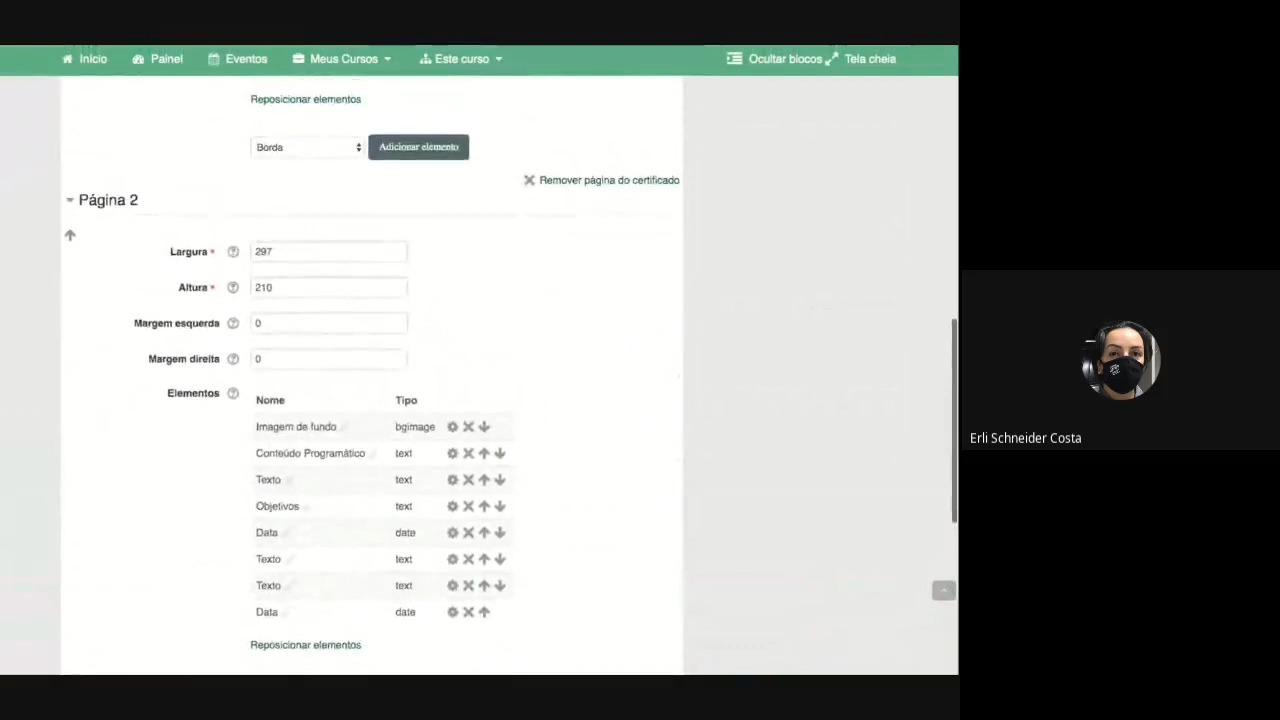 Início Painel Eventos Meus Cursos Este curso Ocultar blocos Tela cheia
Reposicionar elementos
Borda Adicionar elemento
Remover página do certificado
Página 2
Largura * 297
Altura * 210
Margem esquerda 0
Margem direita 0
Elementos
Nome Tipo
Imagem de fundo bgimage
Conteúdo Programático text
Texto text
Objetivos text
Data date
Texto text
Texto text
Data date
Reposicionar elementos
Erli Schneider Costa